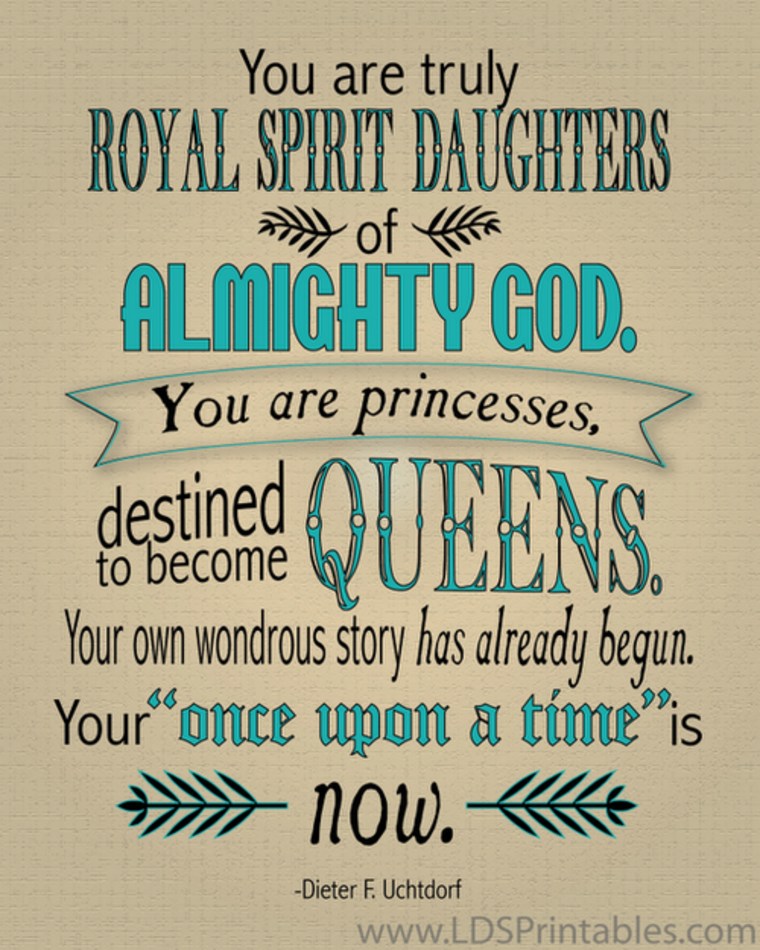 You are truly
ROYAL SPIRIT DAUGHTERS
of
ALMIGHTY GOD.
You are princesses,
destined
to become
QUEENS.
Your own wondrous story has already begun.
Your "once upon a time" is
now.
-Dieter F. Uchtdorf
www.LDSPrintables.com